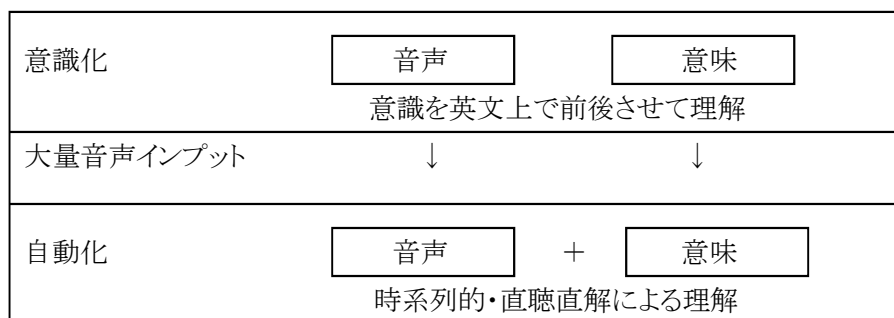 意識化 音声 意味
意識を英文上で前後させて理解
大量音声インプット ↓ ↓
自動化 音声 + 意味
時系列的・直聴直解による理解